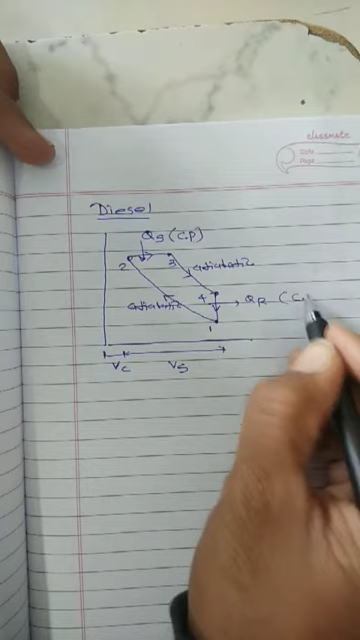 classmate
Date
Page
Diesel
Qs (C.P)
2
3
adiabatic
adiabatic
4
QR (C.
1
Vc
Vs